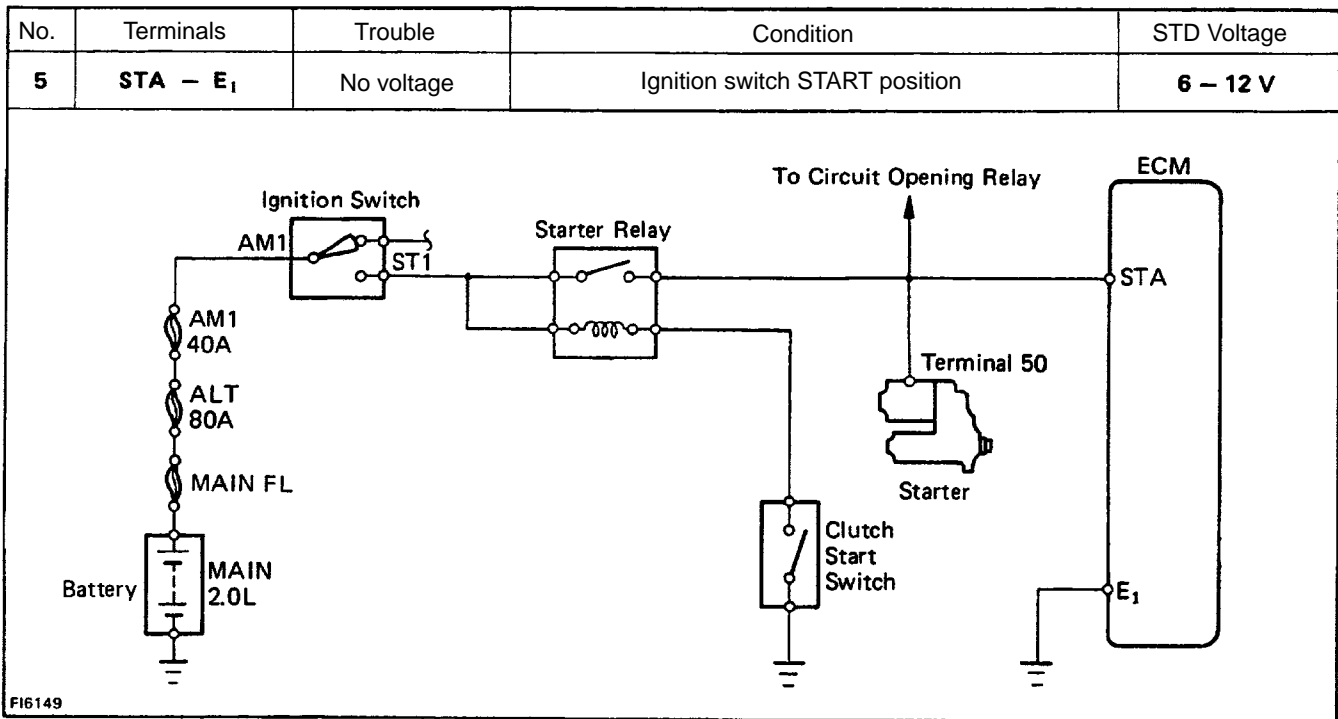 No. Terminals Trouble Condition STD Voltage
5 STA – E₁ No voltage Ignition switch START position 6 – 12 V
ECM
To Circuit Opening Relay
Ignition Switch
Starter Relay
AM1
ST1
STA
AM1
40A
Terminal 50
ALT
80A
MAIN FL
Starter
Clutch
Start
Switch
Battery
MAIN
2.0L
E₁
FI6149